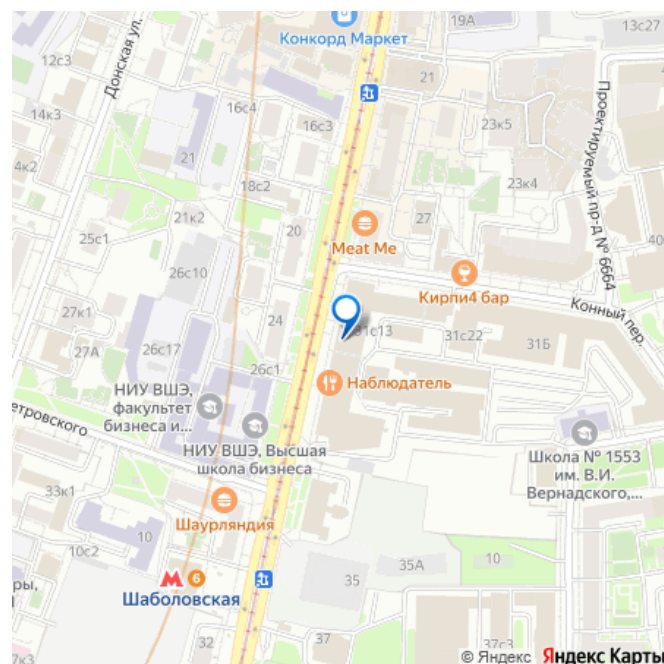 19А
13с27
Конкорд Маркет
12с3
Донская ул.
21
16с4
14к3
16с3
23к5
Проектируемый пр-д № 6664
21
4к2
18с2
23к4
21к2
20
27
25с1
Meat Me
40
26с10
Кирпи4 бар
Конный пер.
27к1
24
31с13
31с22
31Б
27А
26с17
26с1
Наблюдатель
НИУ ВШЭ,
факультет
бизнеса и...
етровского
НИУ ВШЭ, Высшая
школа бизнеса
Школа № 1553
им. В.И.
Вернадского,...
33к1
Шаурляндия
10
10с2
35А
10
6
35
Шаболовская
ры,
32
37
37с3
7к3
© Яндекс Яндекс Карты